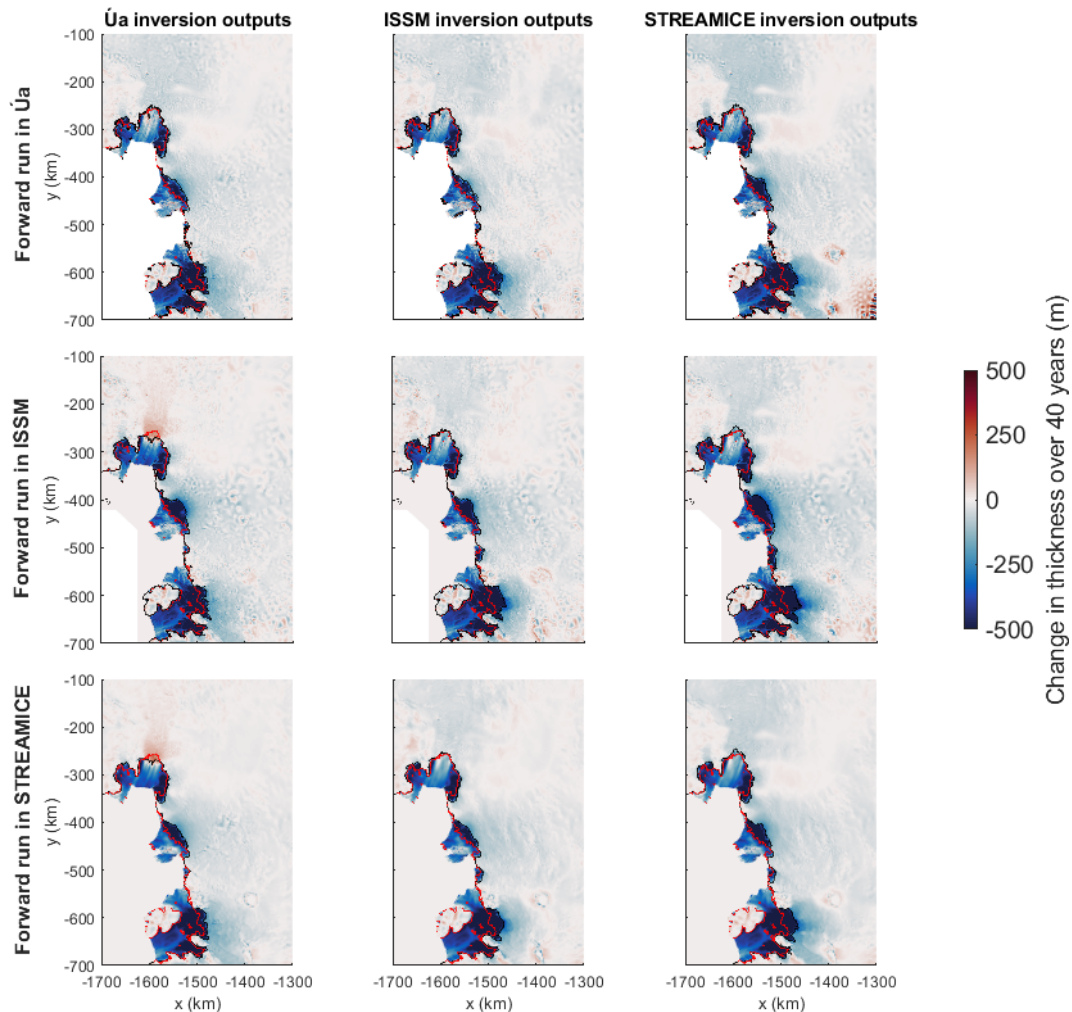 Úa inversion outputs
ISSM inversion outputs
STREAMICE inversion outputs
Forward run in Úa
y (km)
-100
-200
-300
-400
-500
-600
-700
Forward run in ISSM
y (km)
-100
-200
-300
-400
-500
-600
-700
Forward run in STREAMICE
y (km)
-100
-200
-300
-400
-500
-600
-700
-1700 -1600 -1500 -1400 -1300
x (km)
-1700 -1600 -1500 -1400 -1300
x (km)
-1700 -1600 -1500 -1400 -1300
x (km)
500
250
0
-250
-500
Change in thickness over 40 years (m)